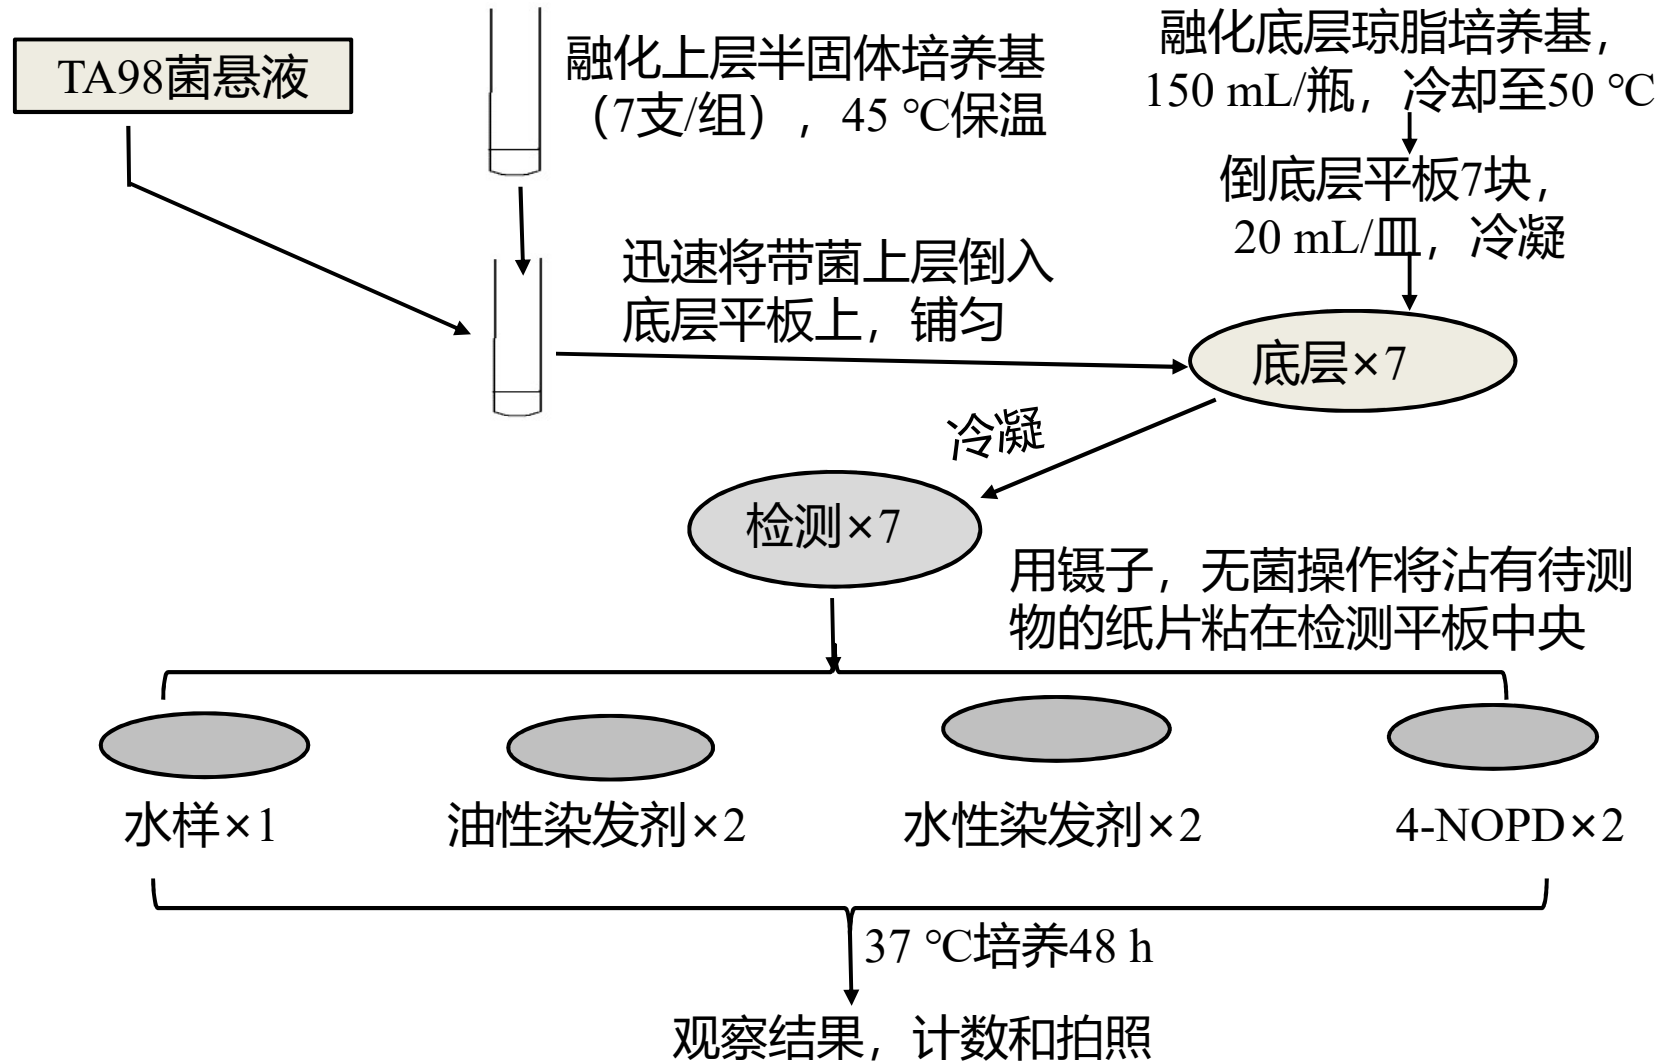 TA98菌悬液
融化上层半固体培养基
（7支/组），45 ℃保温
融化底层琼脂培养基，
150 mL/瓶，冷却至50 ℃
倒底层平板7块，
20 mL/皿，冷凝
迅速将带菌上层倒入
底层平板上，铺匀
底层×7
冷凝
检测×7
用镊子，无菌操作将沾有待测
物的纸片粘在检测平板中央
水样×1
油性染发剂×2
水性染发剂×2
4-NOPD×2
37 ℃培养48 h
观察结果，计数和拍照